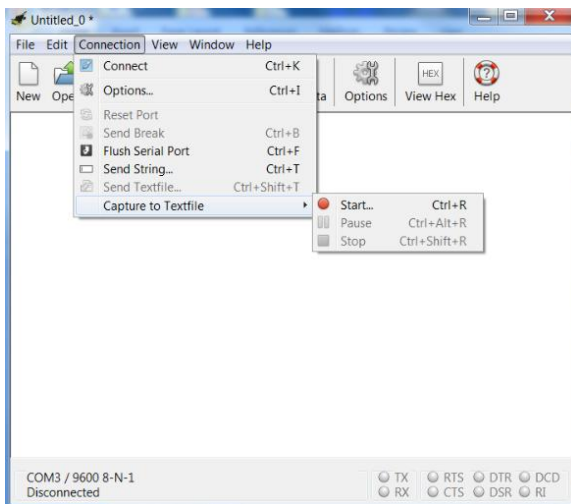 Untitled_0 *
File Edit Connection View Window Help
New Ope ta Options View Hex Help
HEX
Connect Ctrl+K
Options... Ctrl+I
Reset Port
Send Break Ctrl+B
Flush Serial Port Ctrl+F
Send String... Ctrl+T
Send Textfile... Ctrl+Shift+T
Capture to Textfile
Start... Ctrl+R
Pause Ctrl+Alt+R
Stop Ctrl+Shift+R
COM3 / 9600 8-N-1
Disconnected
TX RTS DTR DCD
RX CTS DSR RI